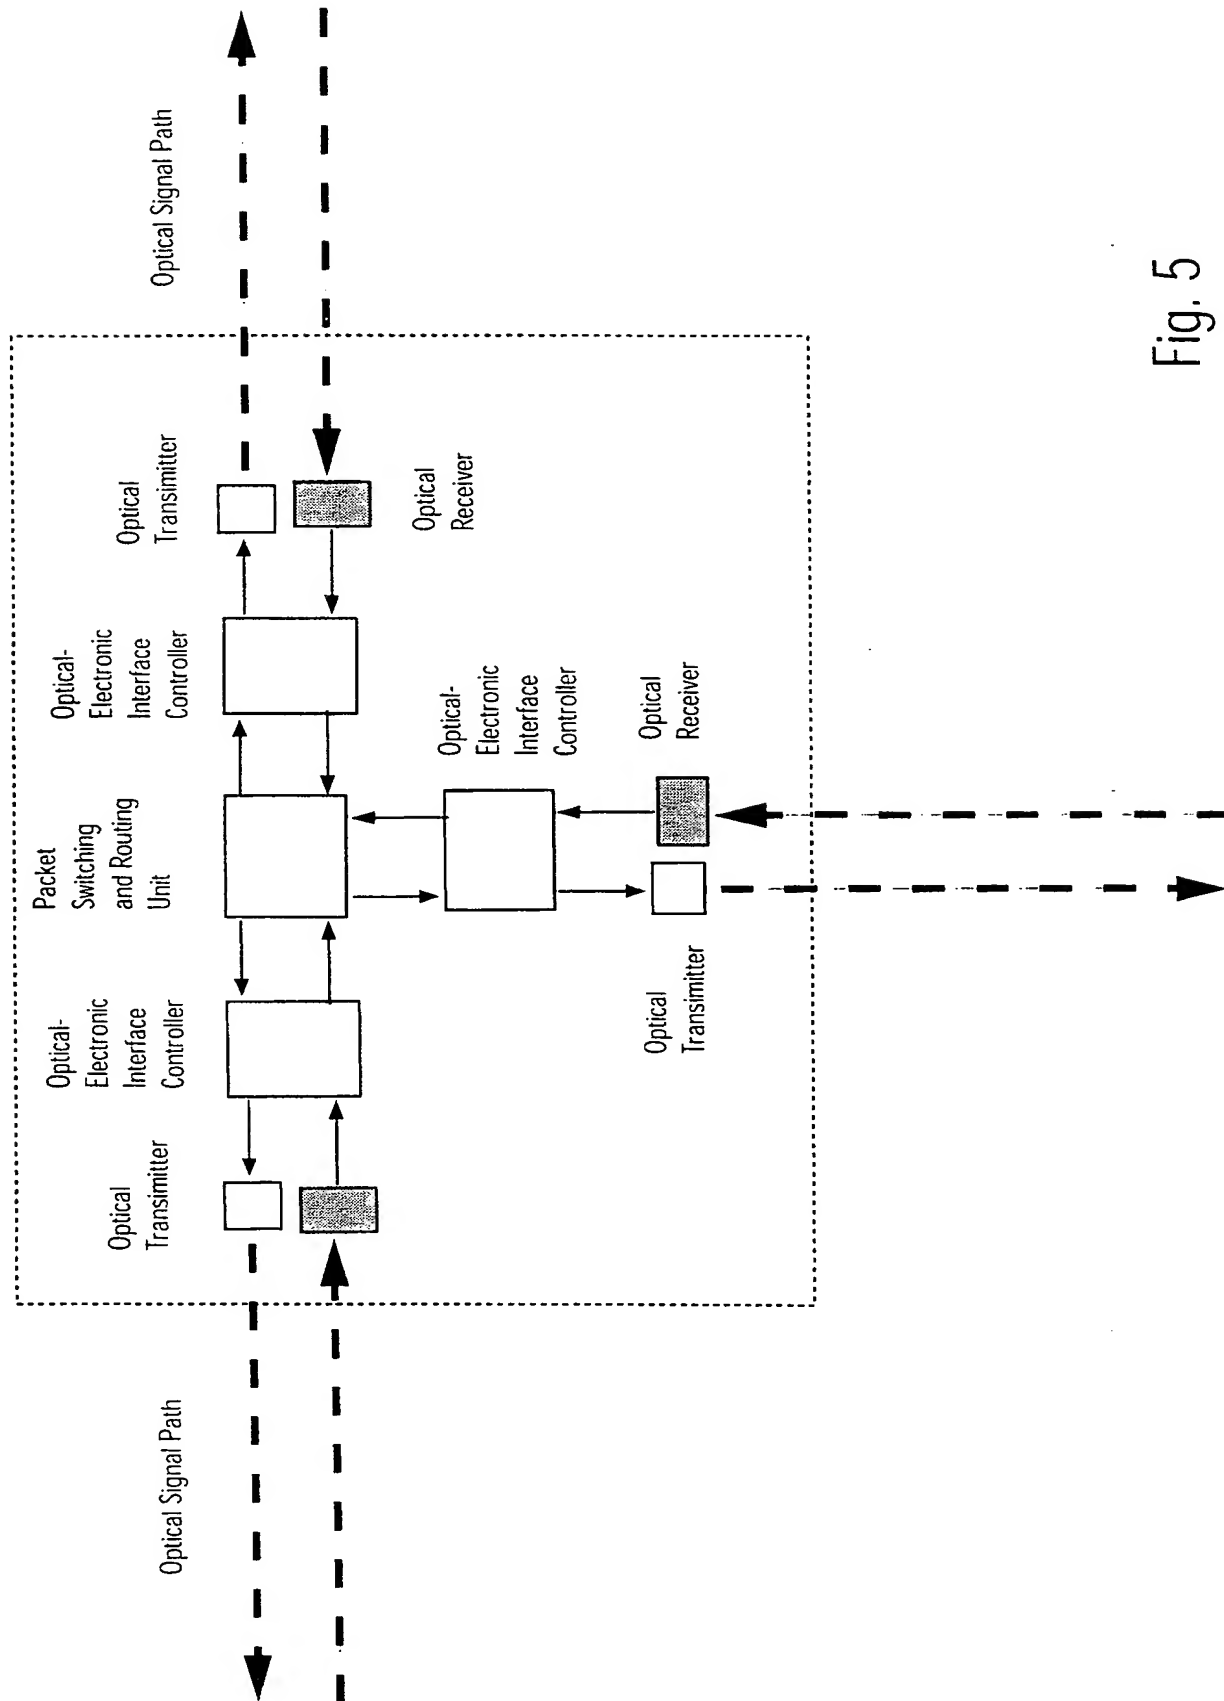 Optical Signal Path
Optical
Transimitter
Optical-
Electronic
Interface
Controller
Packet
Switching
and Routing
Unit
Optical-
Electronic
Interface
Controller
Optical
Transimitter
Optical Signal Path
Optical
Receiver
Optical-
Electronic
Interface
Controller
Optical
Transimitter
Optical
Receiver
Fig. 5